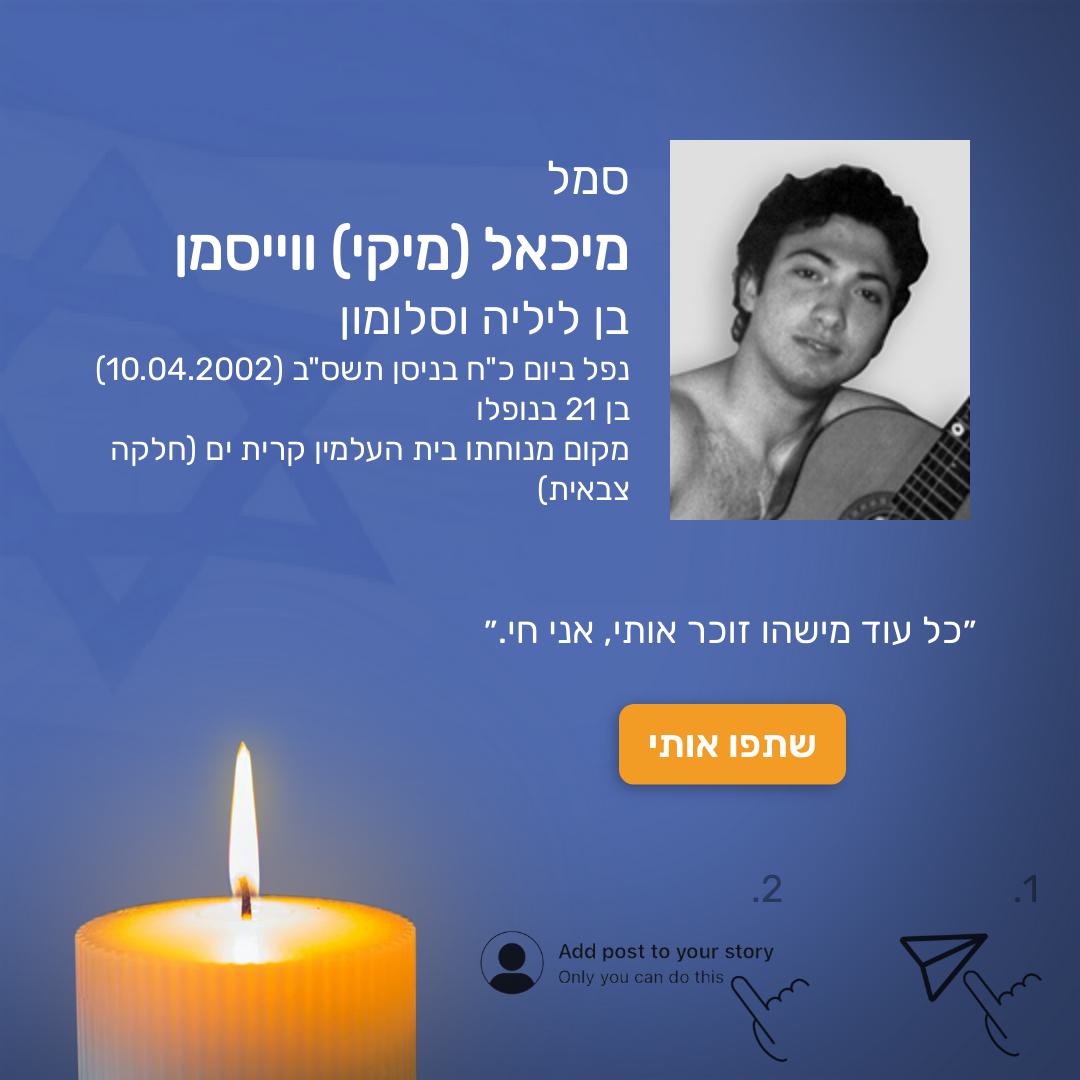 סמל
מיכאל (מיקי) ווייסמן
בן ליליה וסלומון
נפל ביום כ"ח בניסן תשס"ב (10.04.2002)
בן 21 בנופלו
מקום מנוחתו בית העלמין קרית ים (חלקה
צבאית)
״כל עוד מישהו זוכר אותי, אני חי.״
שתפו אותי
1.
2.
Add post to your story
Only you can do this